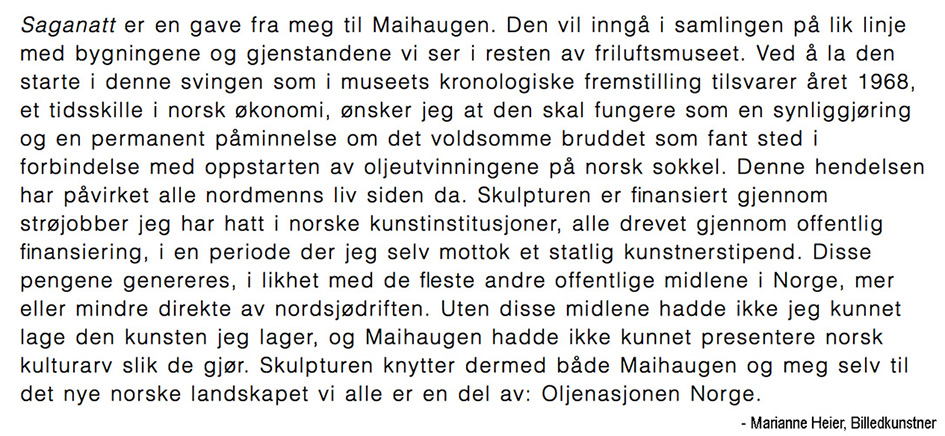 Saganatt er en gave fra meg til Maihaugen. Den vil inngå i samlingen på lik linje
med bygningene og gjenstandene vi ser i resten av friluftsmuseet. Ved å la den
starte i denne svingen som i museets kronologiske fremstilling tilsvarer året 1968,
et tidsskille i norsk økonomi, ønsker jeg at den skal fungere som en synliggjøring
og en permanent påminnelse om det voldsomme bruddet som fant sted i
forbindelse med oppstarten av oljeutvinningene på norsk sokkel. Denne hendelsen
har påvirket alle nordmenns liv siden da. Skulpturen er finansiert gjennom
strøjobber jeg har hatt i norske kunstinstitusjoner, alle drevet gjennom offentlig
finansiering, i en periode der jeg selv mottok et statlig kunstnerstipend. Disse
pengene genereres, i likhet med de fleste andre offentlige midlene i Norge, mer
eller mindre direkte av nordsjødriften. Uten disse midlene hadde ikke jeg kunnet
lage den kunsten jeg lager, og Maihaugen hadde ikke kunnet presentere norsk
kulturarv slik de gjør. Skulpturen knytter dermed både Maihaugen og meg selv til
det nye norske landskapet vi alle er en del av: Oljenasjonen Norge.
- Marianne Heier, Billedkunstner